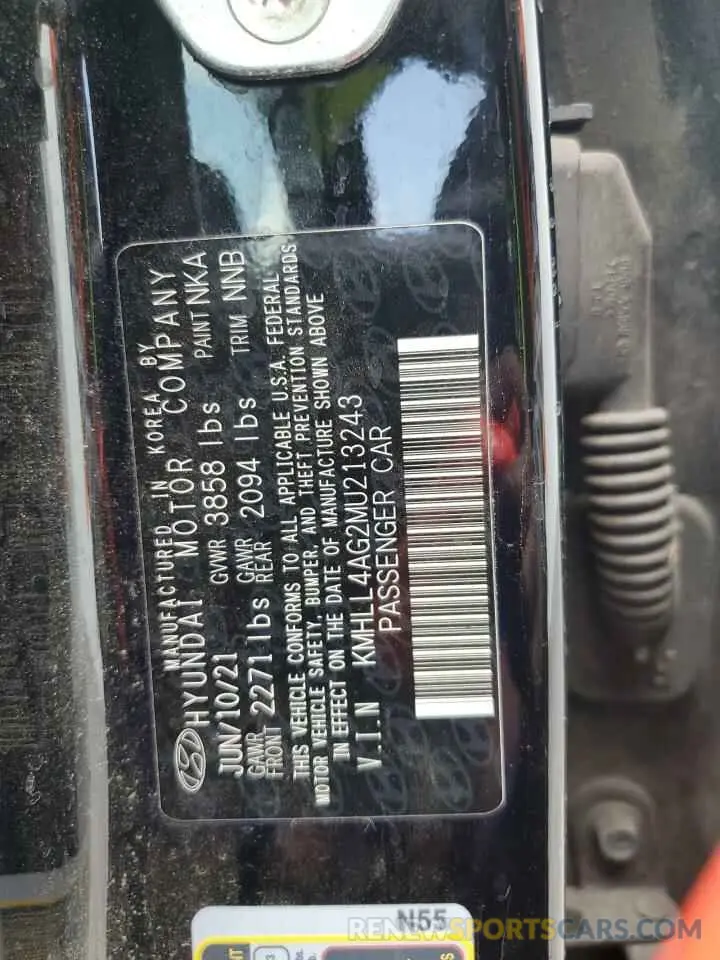 MANUFACTURED IN KOREA BY
HYUNDAI MOTOR COMPANY
JUN/10/21 GVWR 3858 lbs PAINT NKA
GAWR FRONT 2271 lbs GAWR REAR 2094 lbs TRIM NNB
THIS VEHICLE CONFORMS TO ALL APPLICABLE U.S.A. FEDERAL
MOTOR VEHICLE SAFETY, BUMPER, AND THEFT PREVENTION STANDARDS
IN EFFECT ON THE DATE OF MANUFACTURE SHOWN ABOVE
V.I.N KMHLL4AG2MU213243
PASSENGER CAR
N55
RENEWSPORTSCARS.COM